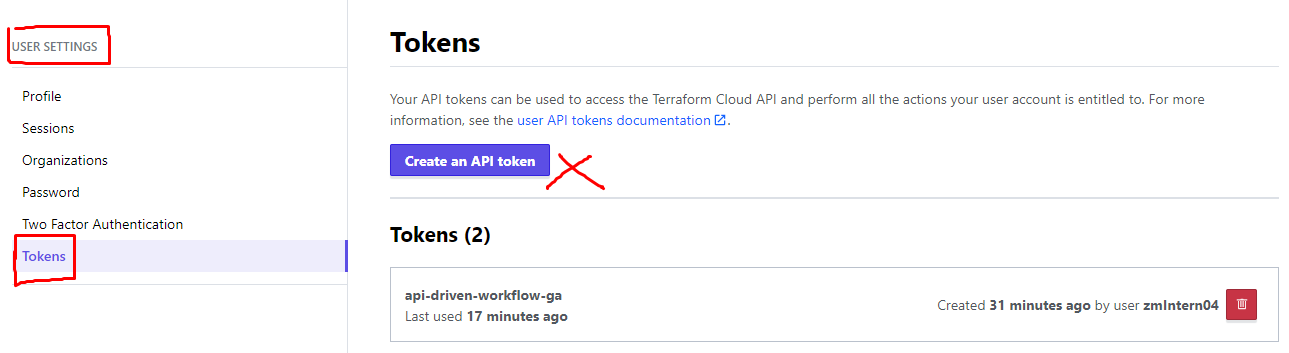 USER SETTINGS
Profile
Sessions
Organizations
Password
Two Factor Authentication
Tokens
Tokens
Your API tokens can be used to access the Terraform Cloud API and perform all the actions your user account is entitled to. For more
information, see the user API tokens documentation.
Create an API token
Tokens (2)
api-driven-workflow-ga
Last used 17 minutes ago
Created 31 minutes ago by user zmIntern04